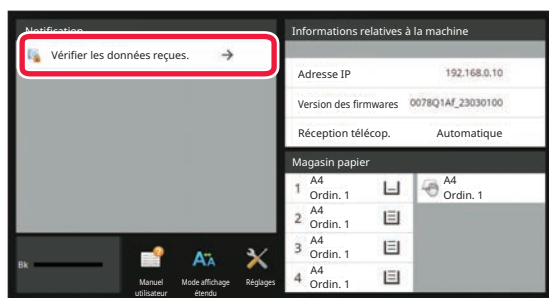 Notification
Vérifier les données reçues.
Bk
Manuel
utilisateur
Mode affichage
étendu
Réglages
Informations relatives à la machine
Adresse IP 192.168.0.10
Version des firmwares 0078Q1Af_23030100
Réception télécop. Automatique
Magasin papier
1 A4
Ordin. 1
A4
Ordin. 1
2 A4
Ordin. 1
3 A4
Ordin. 1
4 A4
Ordin. 1